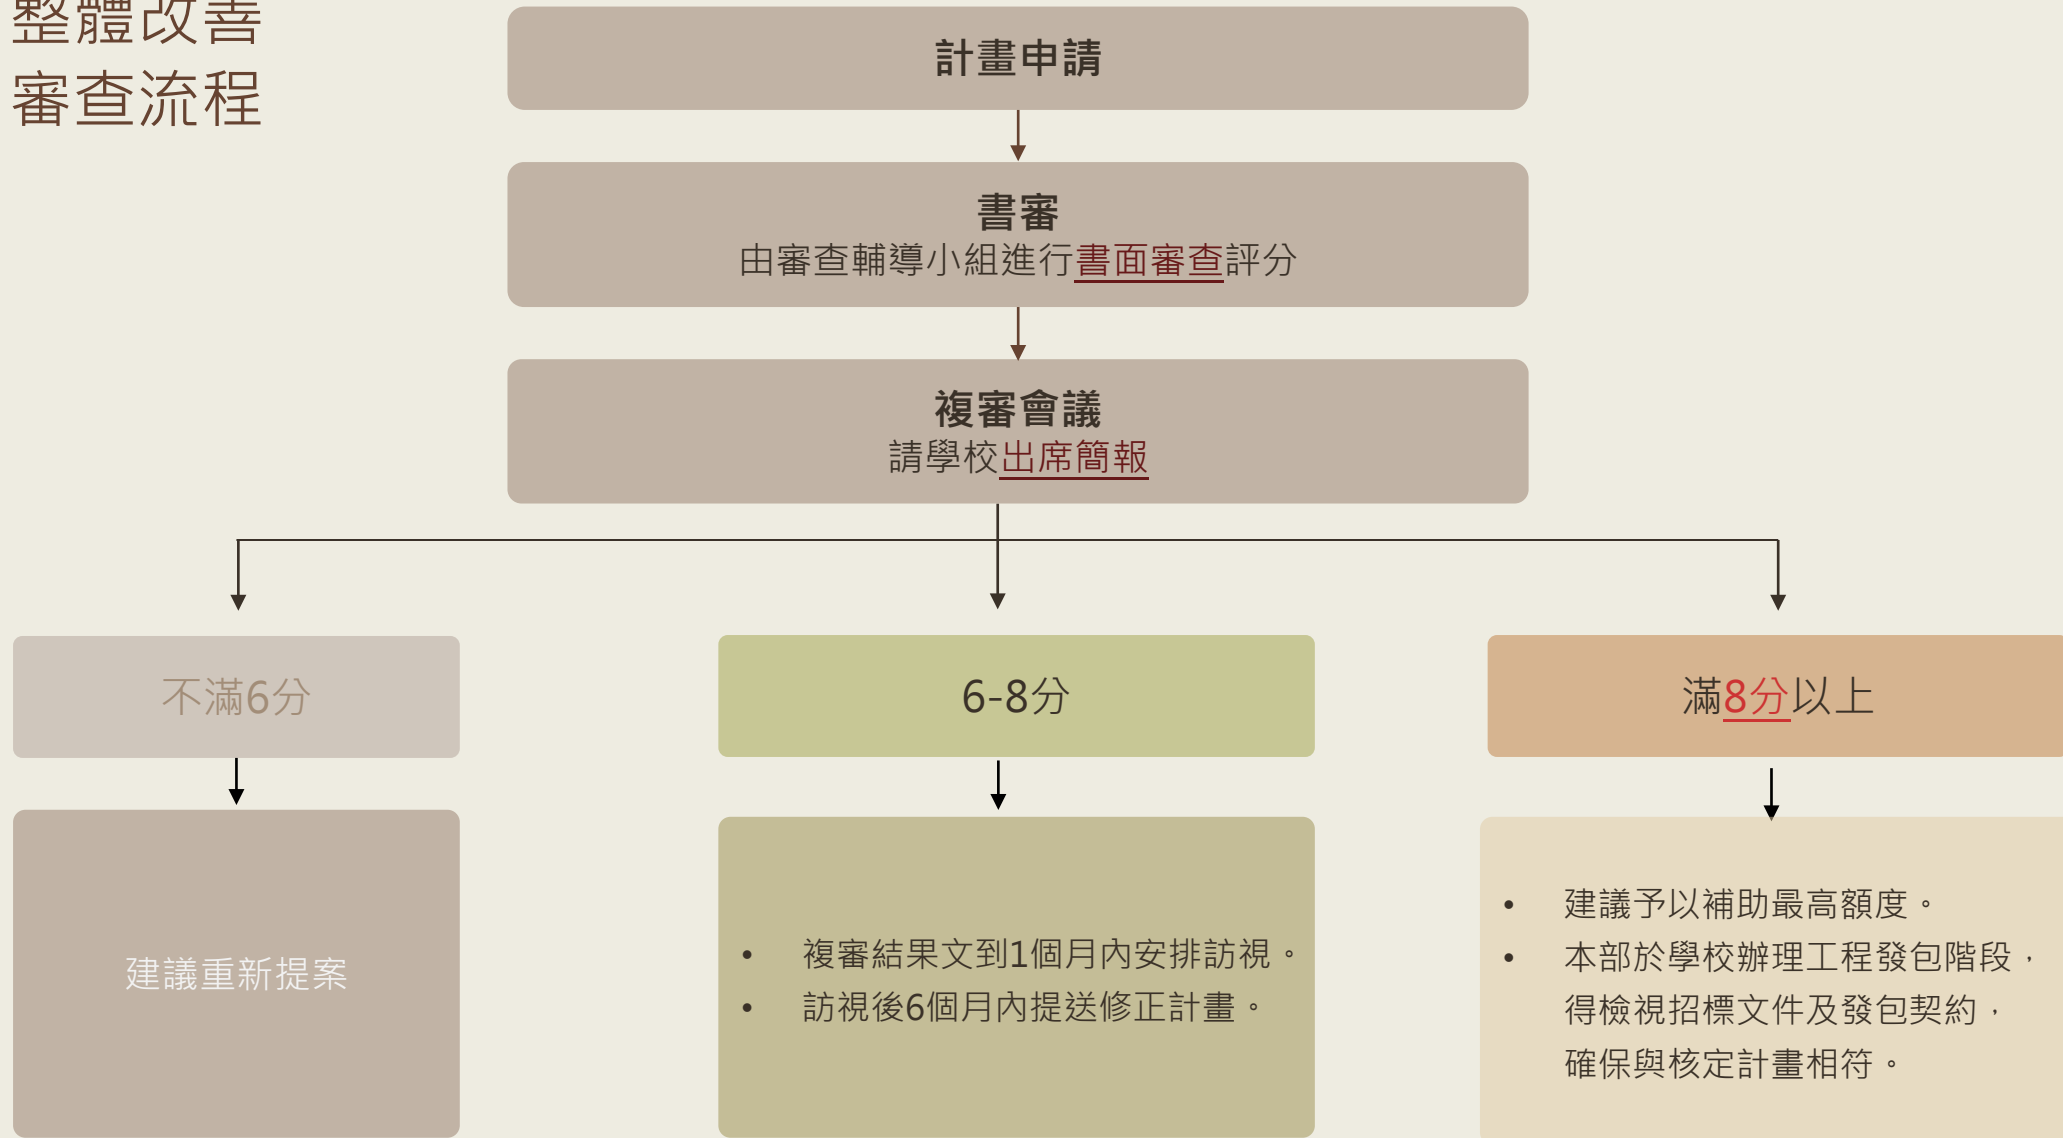 整體改善
審查流程
計畫申請
書審
由審查輔導小組進行書面審查評分
複審會議
請學校出席簡報
不滿6分
6-8分
滿8分以上
建議重新提案
• 複審結果文到1個月內安排訪視。
• 訪視後6個月內提送修正計畫。
• 建議予以補助最高額度。
• 本部於學校辦理工程發包階段，
得檢視招標文件及發包契約，
確保與核定計畫相符。